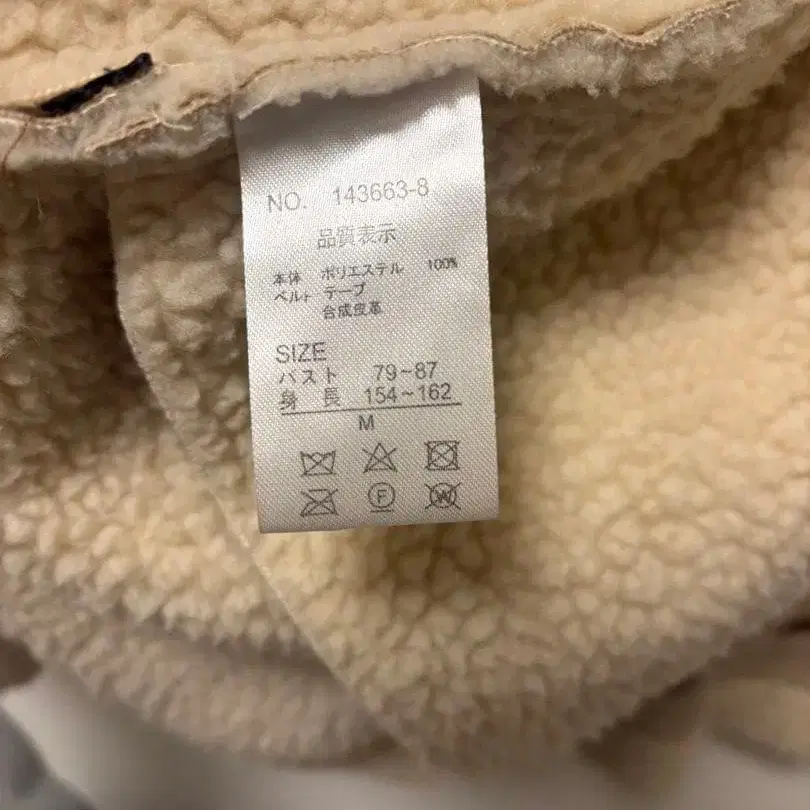 NO. 143663-8
品質表示
本体 ポリエステル 100%
ベルト テープ
合成皮革
SIZE
バスト 79~87
身 長 154~162
M
F W